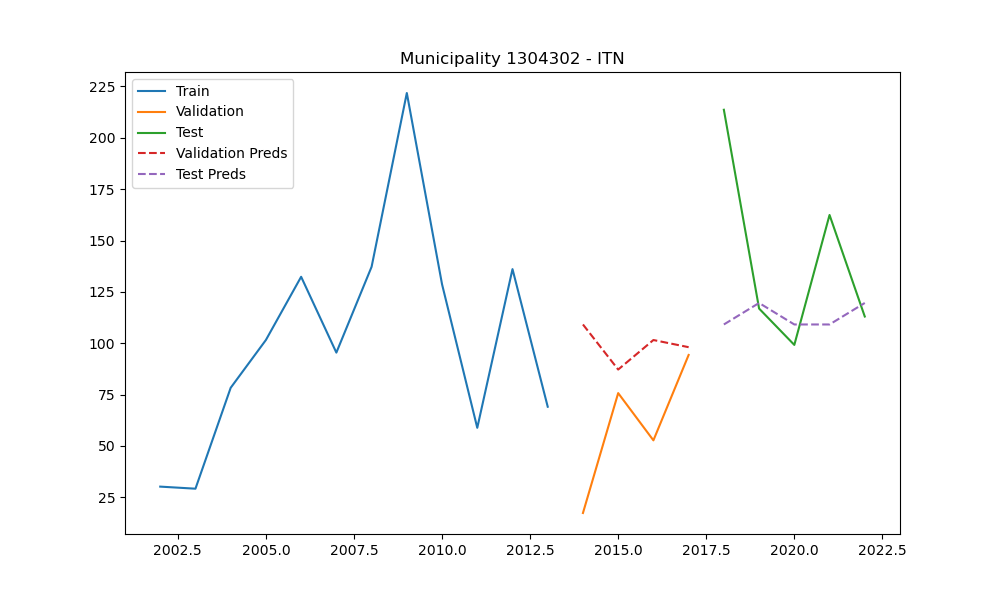 Municipality 1304302 - ITN
Train
Validation
Test
Validation Preds
Test Preds
225
200
175
150
125
100
75
50
25
2002.5 2005.0 2007.5 2010.0 2012.5 2015.0 2017.5 2020.0 2022.5